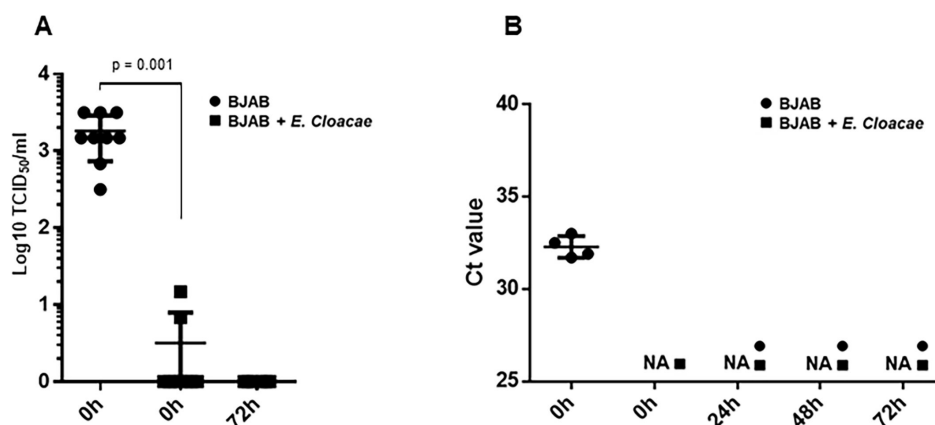 A
p = 0.001
BJAB
BJAB + E. Cloacae
Log10 TCID50/ml
4
3
2
1
0
0h
0h
72h
B
BJAB
BJAB + E. Cloacae
Ct value
40
35
30
25
NA
NA
NA
NA
0h
0h
24h
48h
72h